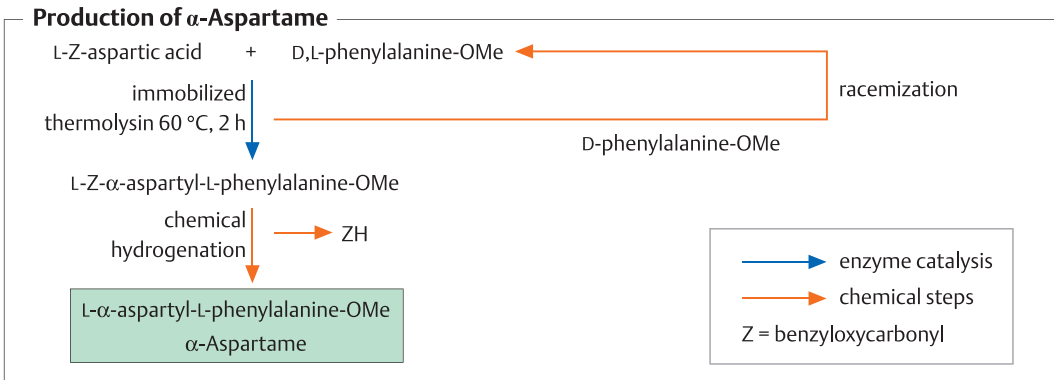 Production of α-Aspartame
L-Z-aspartic acid + D,L-phenylalanine-OMe
immobilized
thermolysin 60 °C, 2 h
racemization
D-phenylalanine-OMe
L-Z-α-aspartyl-L-phenylalanine-OMe
chemical
hydrogenation
ZH
L-α-aspartyl-L-phenylalanine-OMe
α-Aspartame
enzyme catalysis
chemical steps
Z = benzyloxycarbonyl